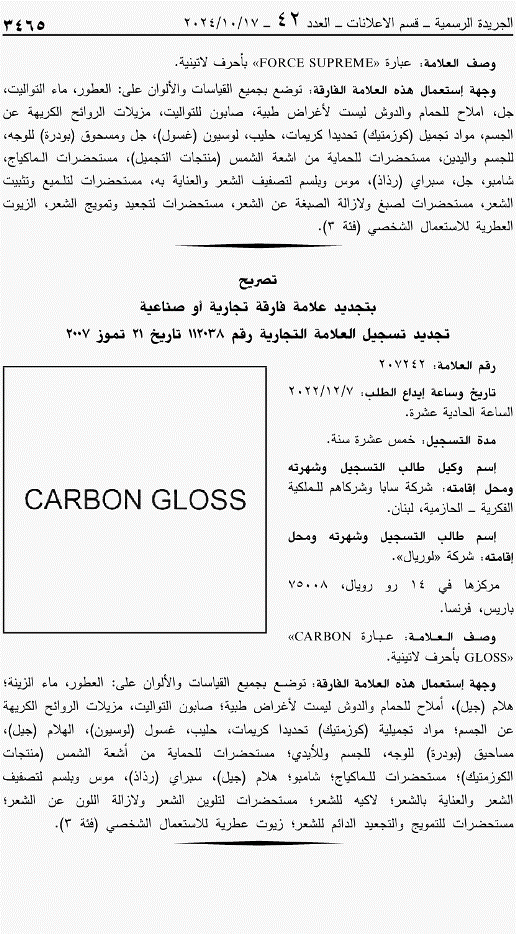 الجريدة الرسمية ـ قسم الاعلانات ـ العدد ٤٢ ـ ٢٠٢٤/١٠/١٧ ٣٤٦٥
وصف العلامة: عبارة «FORCE SUPREME» بأحرف لاتينية.
وجهة إستعمال هذه العلامة الفارقة: توضع بجميع القياسات والألوان على: العطور، ماء التواليت،
جل، املاح للحمام والدوش ليست لأغراض طبية، صابون للتواليت، مزيلات الروائح الكريهة عن
الجسم، مواد تجميل (كوزمتيك) تحديدا كريمات، حليب، لوسيون (غسول)، جل ومسحوق (بودرة) للوجه،
للجسم واليدين، مستحضرات للحماية من اشعة الشمس (منتجات التجميل)، مستحضرات الماكياج،
شامبو، جل، سبراي (رذاذ)، موس وبلسم لتصفيف الشعر والعناية به، مستحضرات لتلميع وتثبيت
الشعر، مستحضرات لصبغ ولازالة الصبغة عن الشعر، مستحضرات لتجعيد وتمويج الشعر، الزيوت
العطرية للاستعمال الشخصي (فئة ٣).
تصريح
بتجديد علامة فارقة تجارية أو صناعية
تجديد تسجيل العلامة التجارية رقم ١١٢٠٣٨ تاريخ ٢١ تموز ٢٠٠٧
رقم العلامة: ٢٠٧٢٤٢
تاريخ وساعة إيداع الطلب: ٢٠٢٢/١٢/٧
الساعة الحادية عشرة.
مدة التسجيل: خمس عشرة سنة.
إسم وكيل طالب التسجيل وشهرته
ومحل إقامته: شركة سابا وشركاهم للملكية
الفكرية ـ الحازمية، لبنان.
إسم طالب التسجيل وشهرته ومحل
إقامته: شركة «لوريال».
مركزها في ١٤ رو رويال، ٧٥٠٠٨
باريس، فرنسا.
وصف العلامة: عبارة «CARBON
GLOSS» بأحرف لاتينية.
CARBON GLOSS
وجهة إستعمال هذه العلامة الفارقة: توضع بجميع القياسات والألوان على: العطور، ماء الزينة؛
هلام (جيل)، أملاح للحمام والدوش ليست لأغراض طبية؛ صابون التواليت، مزيلات الروائح الكريهة
عن الجسم؛ مواد تجميلية (كوزمتيك) تحديدا كريمات، حليب، غسول (لوسيون)، الهلام (جيل)،
مساحيق (بودرة) للوجه، للجسم وللأيدي؛ مستحضرات للحماية من أشعة الشمس (منتجات
الكوزمتيك)؛ مستحضرات للماكياج؛ شامبو؛ هلام (جيل)، سبراي (رذاذ)، موس وبلسم لتصفيف
الشعر والعناية بالشعر؛ لاكيه للشعر؛ مستحضرات لتلوين الشعر ولازالة اللون عن الشعر؛
مستحضرات للتمويج والتجعيد الدائم للشعر؛ زيوت عطرية للاستعمال الشخصي (فئة ٣).